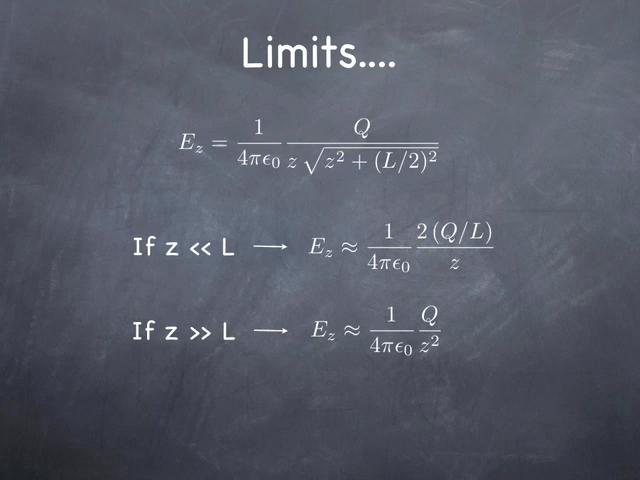 Limits....
$E_z = \frac{1}{4\pi\epsilon_0} \frac{Q}{z\sqrt{z^2 + (L/2)^2}}$
If z << L ⟶ $E_z \approx \frac{1}{4\pi\epsilon_0} \frac{2\,(Q/L)}{z}$
If z >> L ⟶ $E_z \approx \frac{1}{4\pi\epsilon_0} \frac{Q}{z^2}$